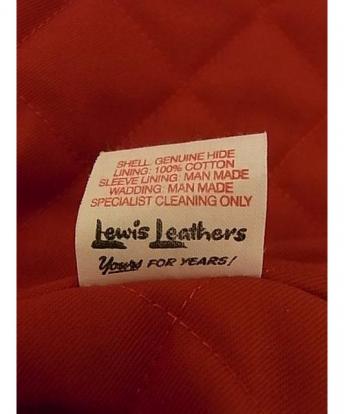 SHELL. GENUINE HIDE
LINING: 100% COTTON
SLEEVE LINING: MAN MADE
WADDING: MAN MADE
SPECIALIST CLEANING ONLY
Lewis Leathers
Yours FOR YEARS!